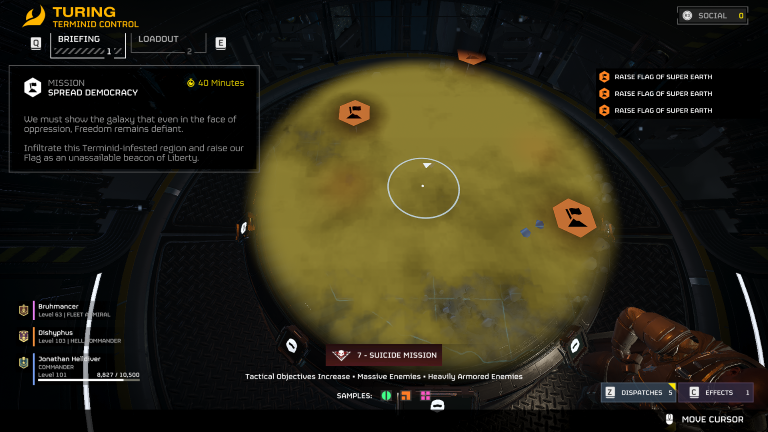 TURING
TERMINID CONTROL
Q
BRIEFING
1
LOADOUT
2
E
SOCIAL 0
MISSION
SPREAD DEMOCRACY
40 Minutes
We must show the galaxy that even in the face of
oppression, Freedom remains defiant.
Infiltrate this Terminid-infested region and raise our
Flag as an unassailable beacon of Liberty.
RAISE FLAG OF SUPER EARTH
RAISE FLAG OF SUPER EARTH
RAISE FLAG OF SUPER EARTH
Bruhmancer
Level 63 | FLEET ADMIRAL
Dishyphus
Level 103 | HELL COMMANDER
Jonathan Helldiver
COMMANDER
Level 101
8,827 / 10,500
7 - SUICIDE MISSION
Tactical Objectives Increase • Massive Enemies • Heavily Armored Enemies
SAMPLES:
Z DISPATCHES 5
C EFFECTS 1
MOVE CURSOR